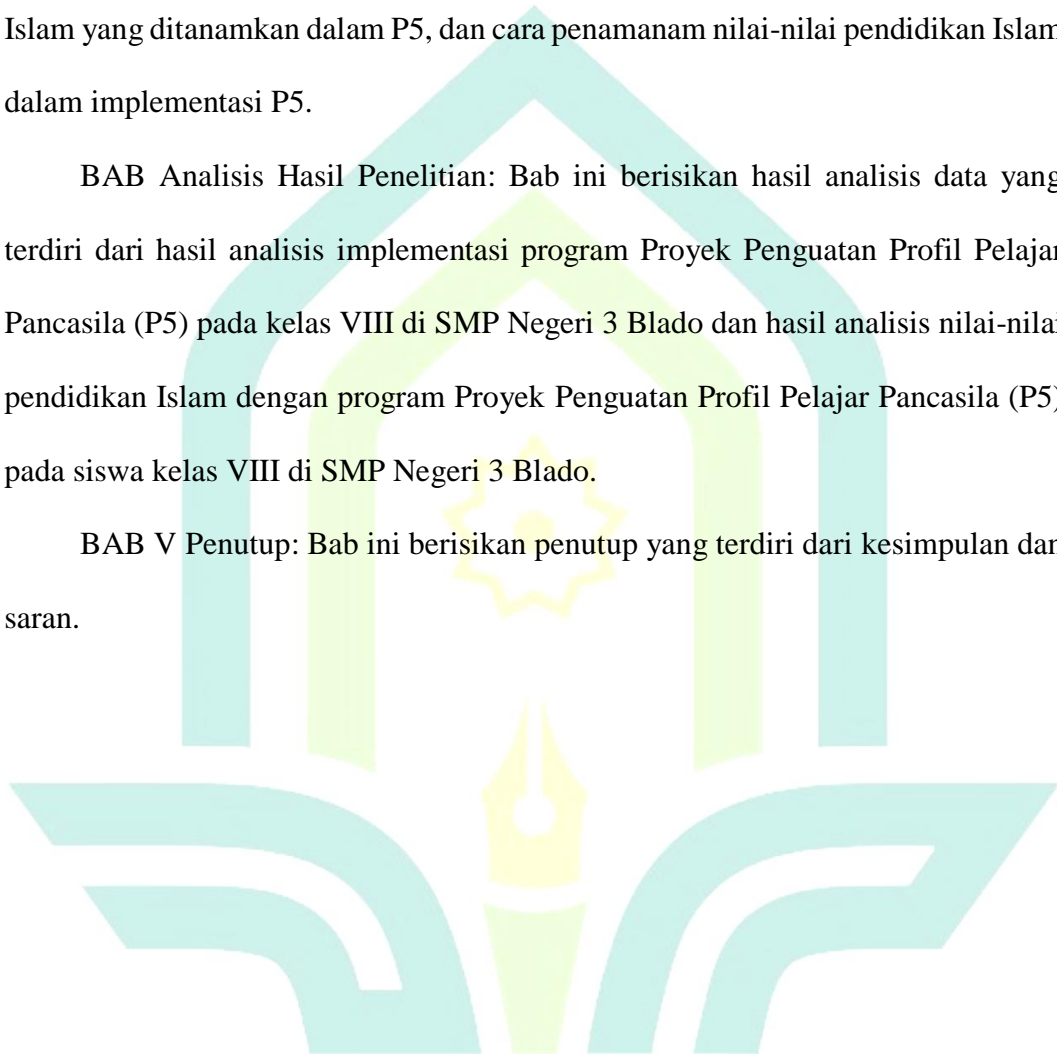 Islam yang ditanamkan dalam P5, dan cara penamanam nilai-nilai pendidikan Islam
dalam implementasi P5.
BAB Analisis Hasil Penelitian: Bab ini berisikan hasil analisis data yang
terdiri dari hasil analisis implementasi program Proyek Penguatan Profil Pelajar
Pancasila (P5) pada kelas VIII di SMP Negeri 3 Blado dan hasil analisis nilai-nilai
pendidikan Islam dengan program Proyek Penguatan Profil Pelajar Pancasila (P5)
pada siswa kelas VIII di SMP Negeri 3 Blado.
BAB V Penutup: Bab ini berisikan penutup yang terdiri dari kesimpulan dan
saran.